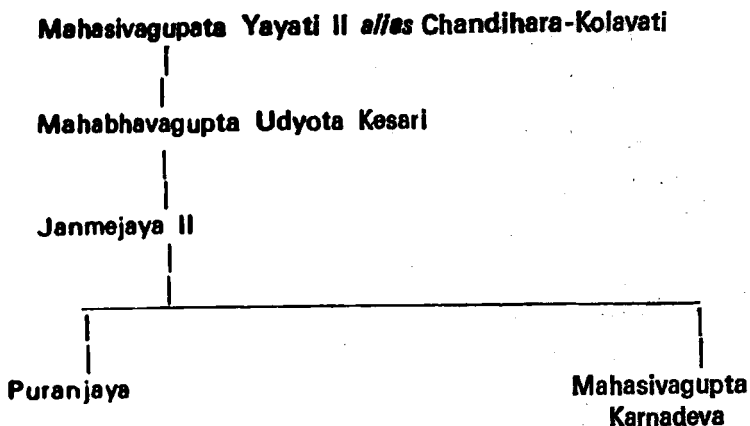 Mahasivagupata Yayati II alias Chandihara-Kolavati
Mahabhavagupta Udyota Kesari
Janmejaya II
Puranjaya
Mahasivagupta
Karnadeva